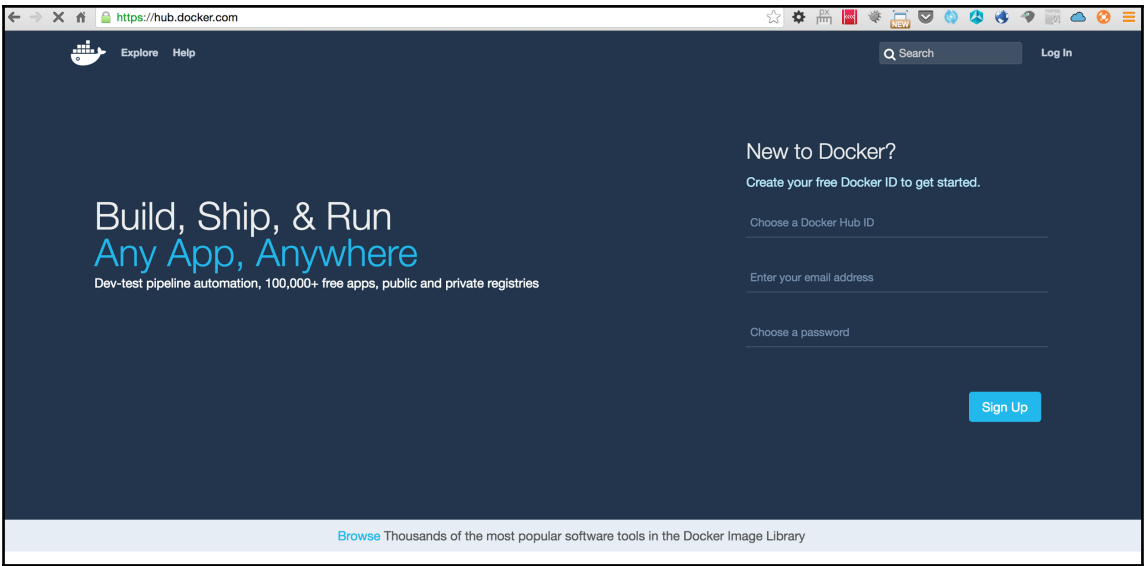 https://hub.docker.com
NEW
Explore Help
Search
Log In
New to Docker?
Create your free Docker ID to get started.
Choose a Docker Hub ID
Build, Ship, & Run
Any App, Anywhere
Dev-test pipeline automation, 100,000+ free apps, public and private registries
Enter your email address
Choose a password
Sign Up
Browse Thousands of the most popular software tools in the Docker Image Library